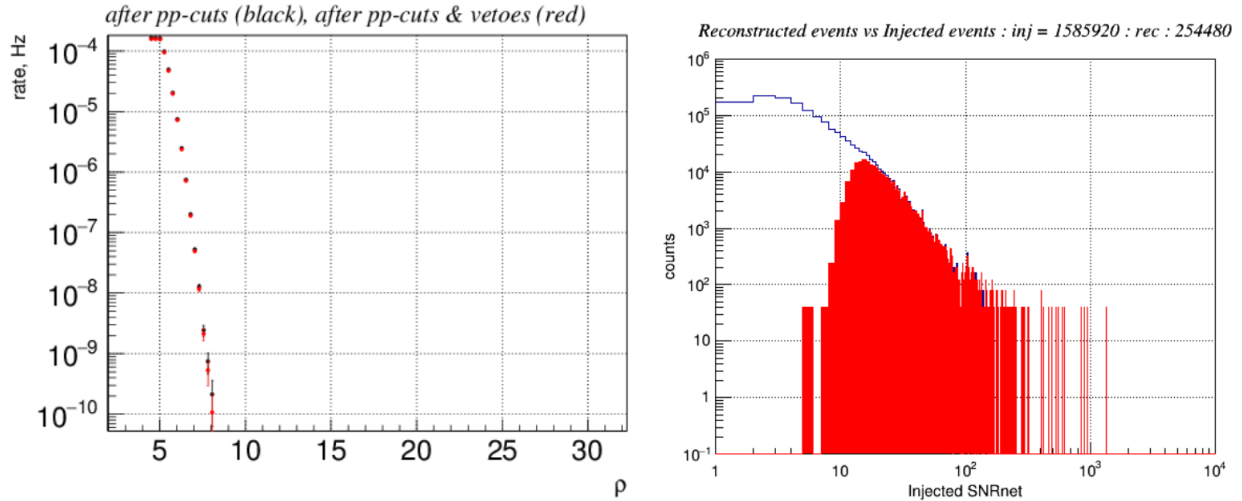 after pp-cuts (black), after pp-cuts & vetoes (red)
rate, Hz
10⁻⁴
10⁻⁵
10⁻⁶
10⁻⁷
10⁻⁸
10⁻⁹
10⁻¹⁰
5 10 15 20 25 30
ρ
Reconstructed events vs Injected events : inj = 1585920 : rec : 254480
counts
10⁶
10⁵
10⁴
10³
10²
10
1
10⁻¹
1 10 10² 10³ 10⁴
Injected SNRnet